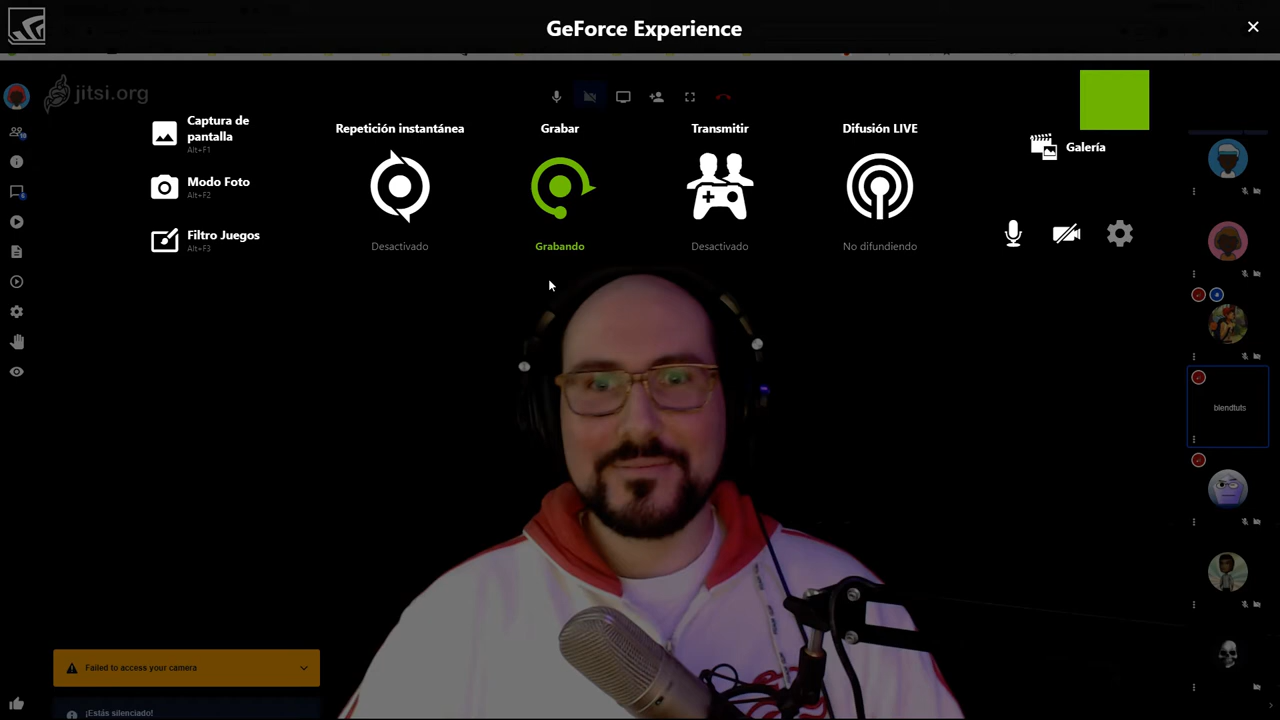 GeForce Experience
jitsi.org
Captura de
pantalla
Alt+F1
Modo Foto
Alt+F2
Filtro Juegos
Alt+F3
Repetición instantánea
Desactivado
Grabar
Grabando
Transmitir
Desactivado
Difusión LIVE
No difundiendo
Galería
blendtuts
Failed to access your camera
¡Estás silenciado!